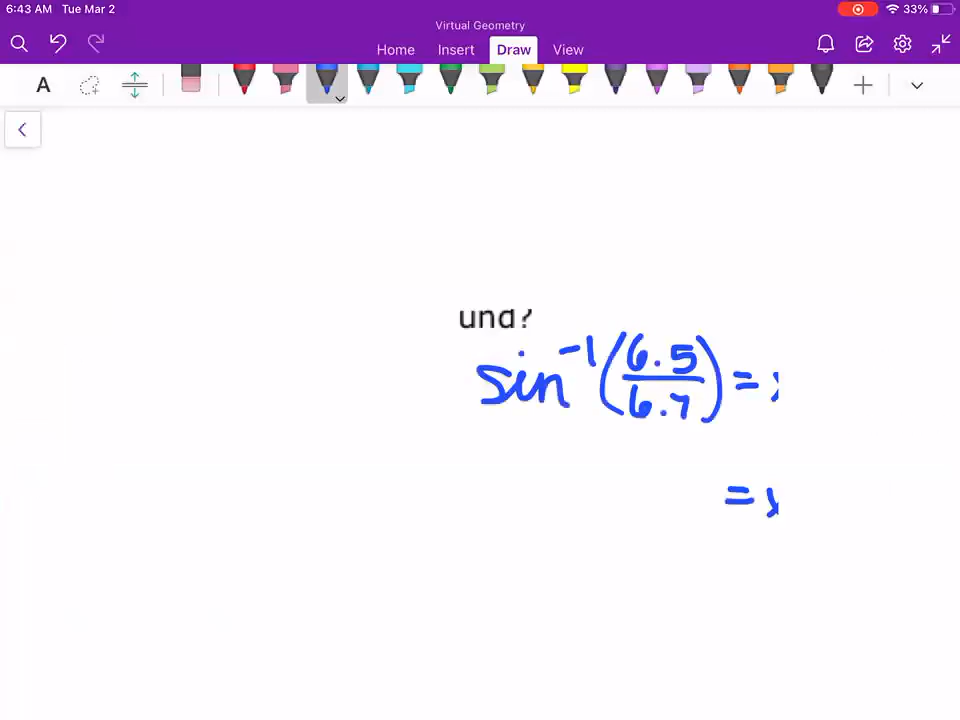 6:43 AM Tue Mar 2
33%
Virtual Geometry
Home Insert Draw View
A
und?
sin⁻¹(6.5/6.7) = x
= x